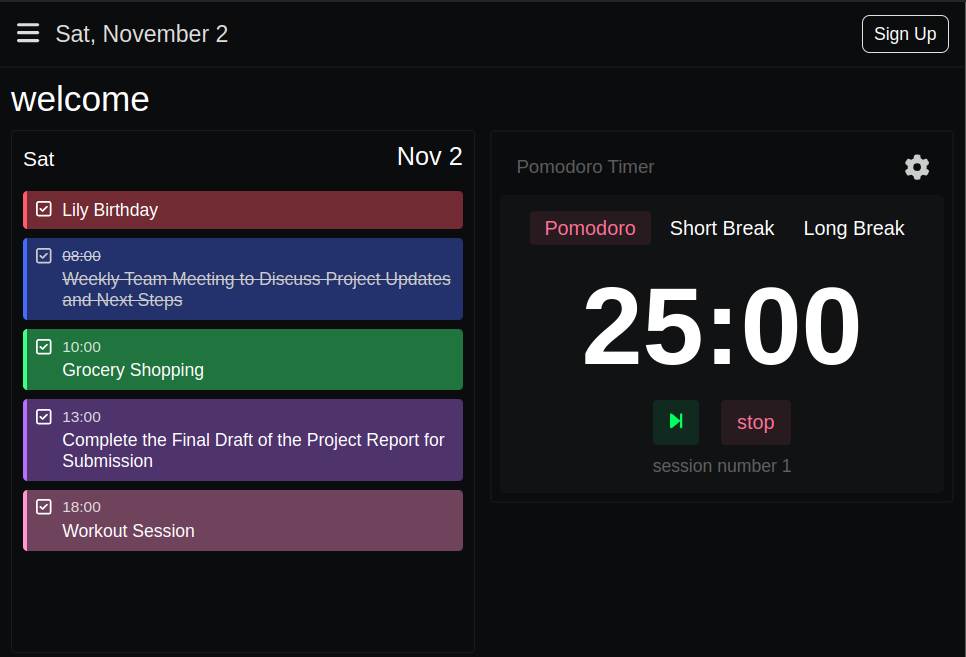 Sat, November 2
Sign Up
welcome
Sat
Nov 2
Lily Birthday
08:00
Weekly Team Meeting to Discuss Project Updates
and Next Steps
10:00
Grocery Shopping
13:00
Complete the Final Draft of the Project Report for
Submission
18:00
Workout Session
Pomodoro Timer
Pomodoro
Short Break
Long Break
25:00
stop
session number 1